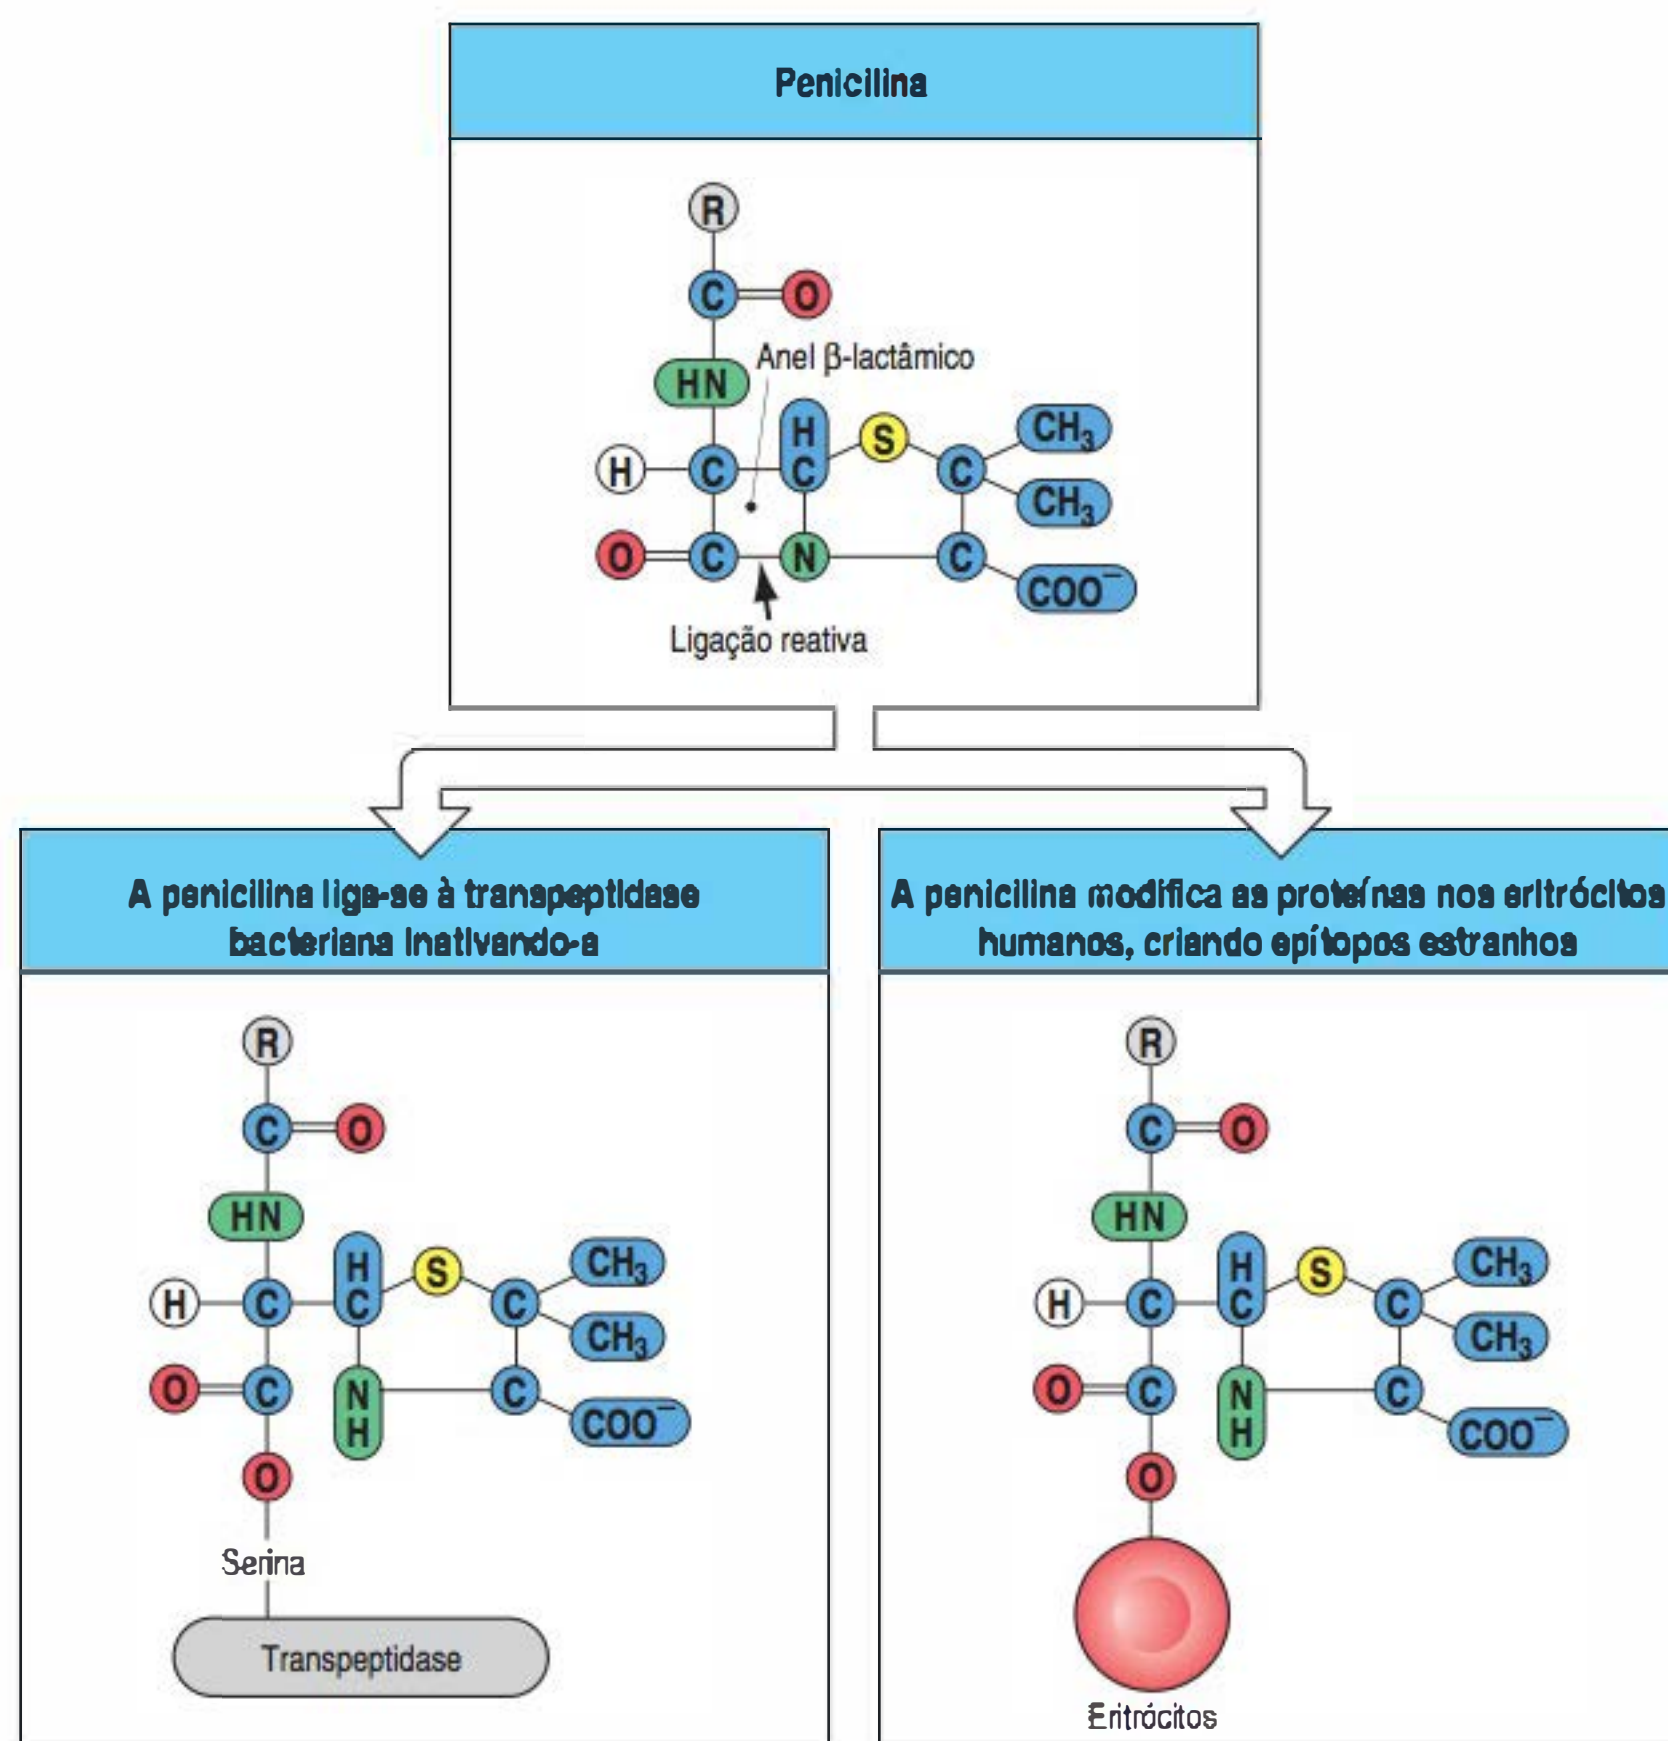 Penicilina
R
C O
Anel β-lactâmico
HN
H S CH₃
H C C C
CH₃
O C N C
COO⁻
Ligação reativa
A penicilina liga-se à transpeptidase
bacteriana inativando-a
R
C O
HN
H S CH₃
H C C C
CH₃
O C N C
H COO⁻
O
Serina
Transpeptidase
A penicilina modifica as proteínas nos eritrócitos
humanos, criando epítopos estranhos
R
C O
HN
H S CH₃
H C C C
CH₃
O C N C
H COO⁻
O
Eritrócitos